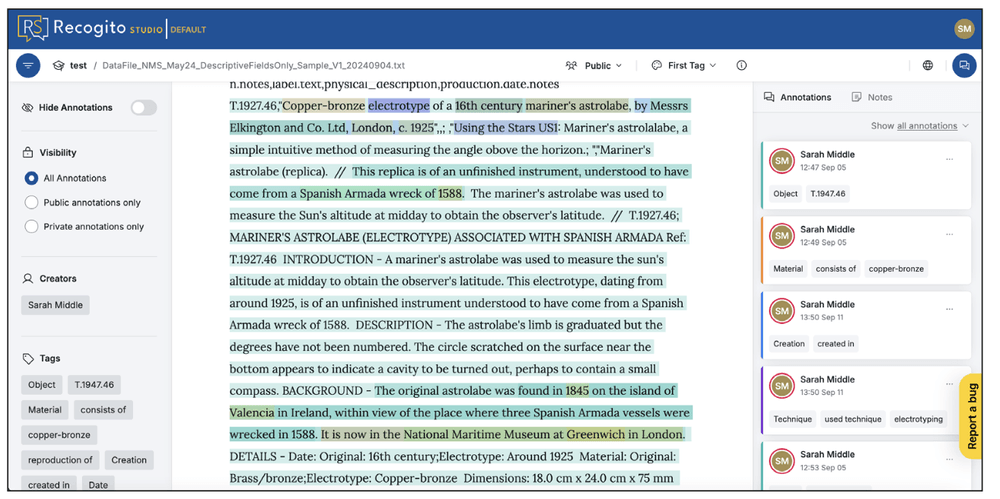 RS Recogito STUDIO | DEFAULT
SM
test / DataFile_NMS_May24_DescriptiveFieldsOnly_Sample_V1_20240904.txt
Public
First Tag
Hide Annotations
Visibility
All Annotations
Public annotations only
Private annotations only
Creators
Sarah Middle
Tags
Object T.1947.46
Material consists of
copper-bronze
reproduction of Creation
created in Date
n.notes,label.text,physical_description,production.date.notes
T.1927.46,"Copper-bronze electrotype of a 16th century mariner's astrolabe, by Messrs
Elkington and Co. Ltd, London, c. 1925",,; ,"Using the Stars USI: Mariner's astrolalabe, a
simple intuitive method of measuring the angle obove the horizon.; ","Mariner's
astrolabe (replica). // This replica is of an unfinished instrument, understood to have
come from a Spanish Armada wreck of 1588. The mariner's astrolabe was used to
measure the Sun's altitude at midday to obtain the observer's latitude. // T.1927.46;
MARINER'S ASTROLABE (ELECTROTYPE) ASSOCIATED WITH SPANISH ARMADA Ref:
T.1927.46 INTRODUCTION - A mariner's astrolabe was used to measure the sun's
altitude at midday to obtain the observer's latitude. This electrotype, dating from
around 1925, is of an unfinished instrument understood to have come from a Spanish
Armada wreck of 1588. DESCRIPTION - The astrolabe's limb is graduated but the
degrees have not been numbered. The circle scratched on the surface near the
bottom appears to indicate a cavity to be turned out, perhaps to contain a small
compass. BACKGROUND - The original astrolabe was found in 1845 on the island of
Valencia in Ireland, within view of the place where three Spanish Armada vessels were
wrecked in 1588. It is now in the National Maritime Museum at Greenwich in London.
DETAILS - Date: Original: 16th century;Electrotype: Around 1925 Material: Original:
Brass/bronze;Electrotype: Copper-bronze Dimensions: 18.0 cm x 24.0 cm x 75 mm
Annotations Notes
Show all annotations
SM Sarah Middle
12:47 Sep 05
Object T.1947.46
SM Sarah Middle
12:49 Sep 05
Material consists of copper-bronze
SM Sarah Middle
13:50 Sep 11
Creation created in
SM Sarah Middle
13:50 Sep 11
Technique used technique electrotyping
SM Sarah Middle
12:53 Sep 05
Report a bug